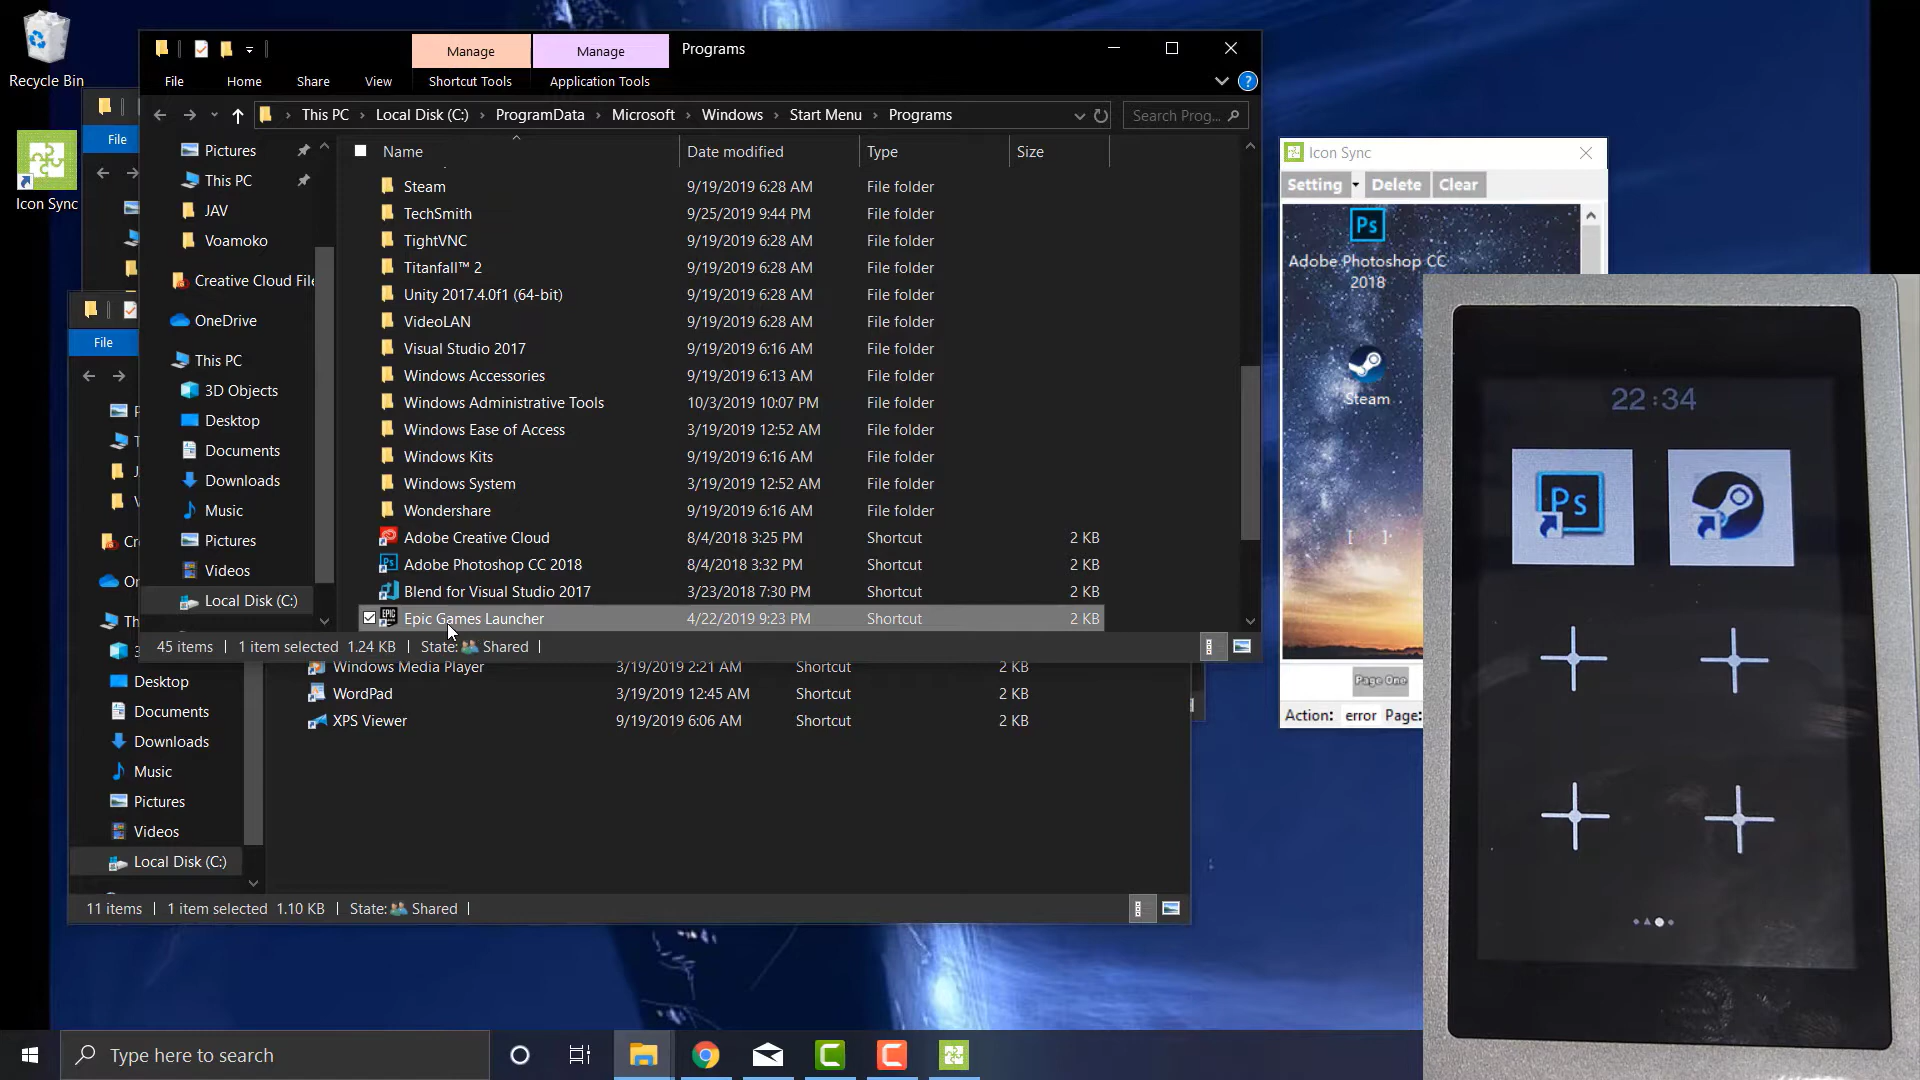 Recycle Bin
Icon Sync
Manage
Manage
Programs
File
Home
Share
View
Shortcut Tools
Application Tools
This PC
Local Disk (C:)
ProgramData
Microsoft
Windows
Start Menu
Programs
Search Prog...
Name
Date modified
Type
Size
Pictures
This PC
JAV
Voamoko
Creative Cloud File
OneDrive
This PC
3D Objects
Desktop
Documents
Downloads
Music
Pictures
Videos
Local Disk (C:)
Steam 9/19/2019 6:28 AM File folder
TechSmith 9/25/2019 9:44 PM File folder
TightVNC 9/19/2019 6:28 AM File folder
Titanfall™ 2 9/19/2019 6:28 AM File folder
Unity 2017.4.0f1 (64-bit) 9/19/2019 6:28 AM File folder
VideoLAN 9/19/2019 6:28 AM File folder
Visual Studio 2017 9/19/2019 6:16 AM File folder
Windows Accessories 9/19/2019 6:13 AM File folder
Windows Administrative Tools 10/3/2019 10:07 PM File folder
Windows Ease of Access 3/19/2019 12:52 AM File folder
Windows Kits 9/19/2019 6:16 AM File folder
Windows System 3/19/2019 12:52 AM File folder
Wondershare 9/19/2019 6:16 AM File folder
Adobe Creative Cloud 8/4/2018 3:25 PM Shortcut 2 KB
Adobe Photoshop CC 2018 8/4/2018 3:32 PM Shortcut 2 KB
Blend for Visual Studio 2017 3/23/2018 7:30 PM Shortcut 2 KB
Epic Games Launcher 4/22/2019 9:23 PM Shortcut 2 KB
45 items 1 item selected 1.24 KB State: Shared
File
File
Windows Media Player 3/19/2019 2:21 AM Shortcut 2 KB
WordPad 3/19/2019 12:45 AM Shortcut 2 KB
XPS Viewer 9/19/2019 6:06 AM Shortcut 2 KB
Desktop
Documents
Downloads
Music
Pictures
Videos
Local Disk (C:)
11 items 1 item selected 1.10 KB State: Shared
Icon Sync
Setting
Delete
Clear
Ps
Adobe Photoshop CC
2018
Steam
Page One
Action: error Page:
22:34
Ps
Type here to search